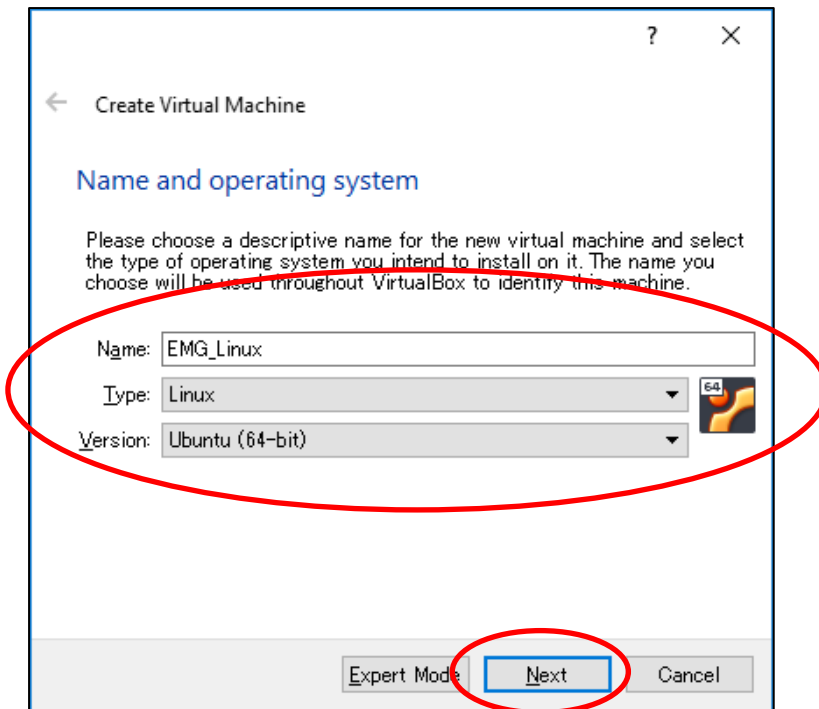 ?
Create Virtual Machine
Name and operating system
Please choose a descriptive name for the new virtual machine and select
the type of operating system you intend to install on it. The name you
choose will be used throughout VirtualBox to identify this machine.
Name: EMG_Linux
Type: Linux
64
Version: Ubuntu (64-bit)
Expert Mode Next Cancel